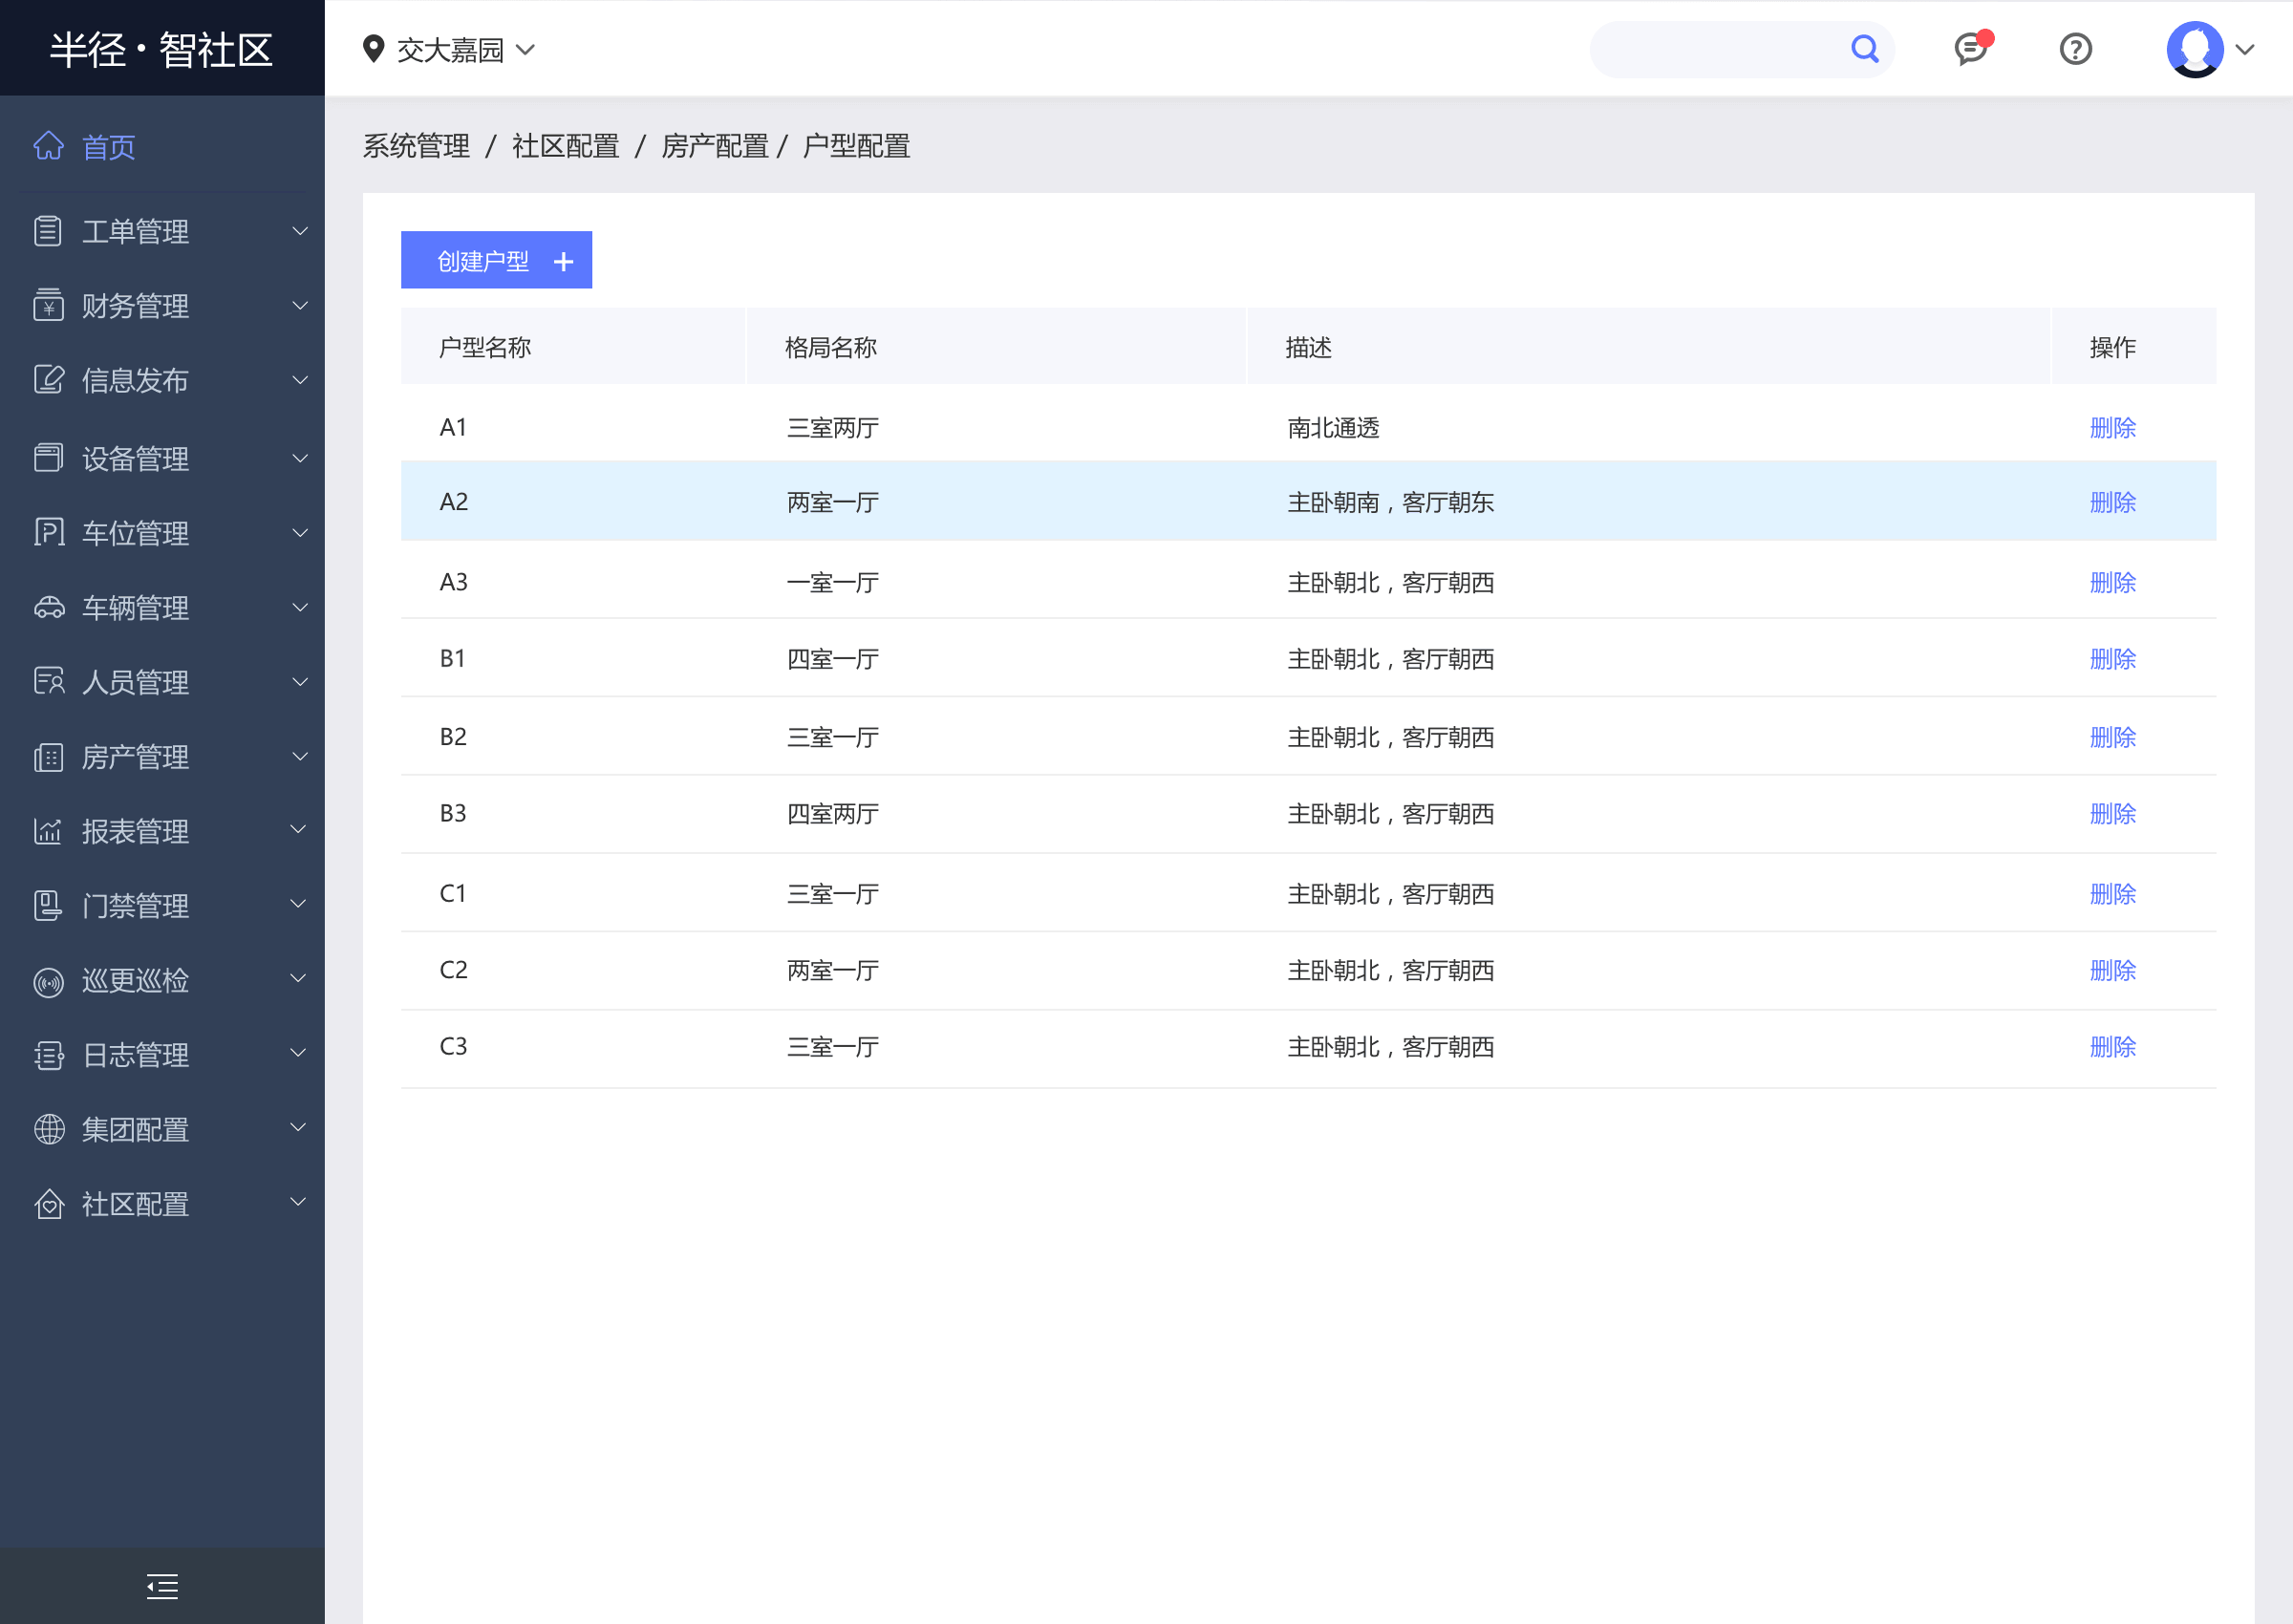 半径·智社区
交大嘉园
首页
工单管理
财务管理
信息发布
设备管理
车位管理
车辆管理
人员管理
房产管理
报表管理
门禁管理
巡更巡检
日志管理
集团配置
社区配置
系统管理 / 社区配置 / 房产配置 / 户型配置
创建户型 +
户型名称 格局名称 描述 操作
A1 三室两厅 南北通透 删除
A2 两室一厅 主卧朝南，客厅朝东 删除
A3 一室一厅 主卧朝北，客厅朝西 删除
B1 四室一厅 主卧朝北，客厅朝西 删除
B2 三室一厅 主卧朝北，客厅朝西 删除
B3 四室两厅 主卧朝北，客厅朝西 删除
C1 三室一厅 主卧朝北，客厅朝西 删除
C2 两室一厅 主卧朝北，客厅朝西 删除
C3 三室一厅 主卧朝北，客厅朝西 删除